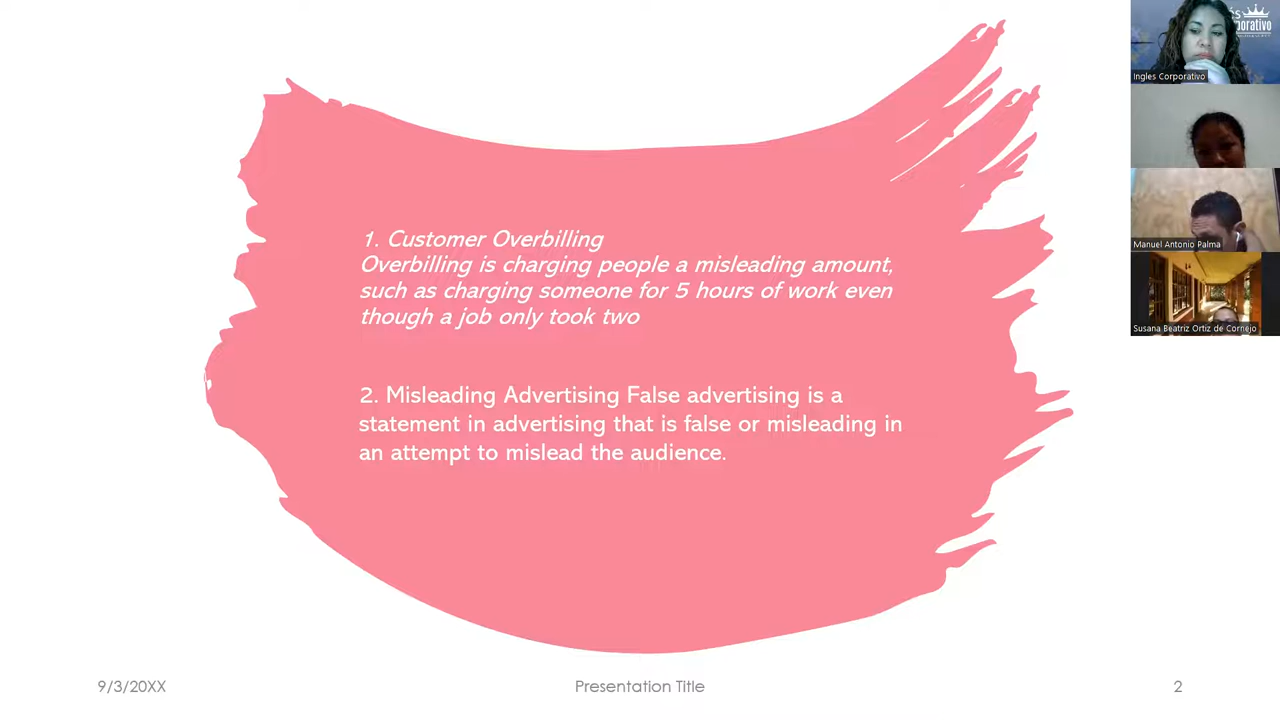 1. Customer Overbilling
Overbilling is charging people a misleading amount,
such as charging someone for 5 hours of work even
though a job only took two
2. Misleading Advertising False advertising is a
statement in advertising that is false or misleading in
an attempt to mislead the audience.
9/3/20XX
Presentation Title
2
Ingles Corporativo
Manuel Antonio Palma
Susana Beatriz Ortiz de Cornejo